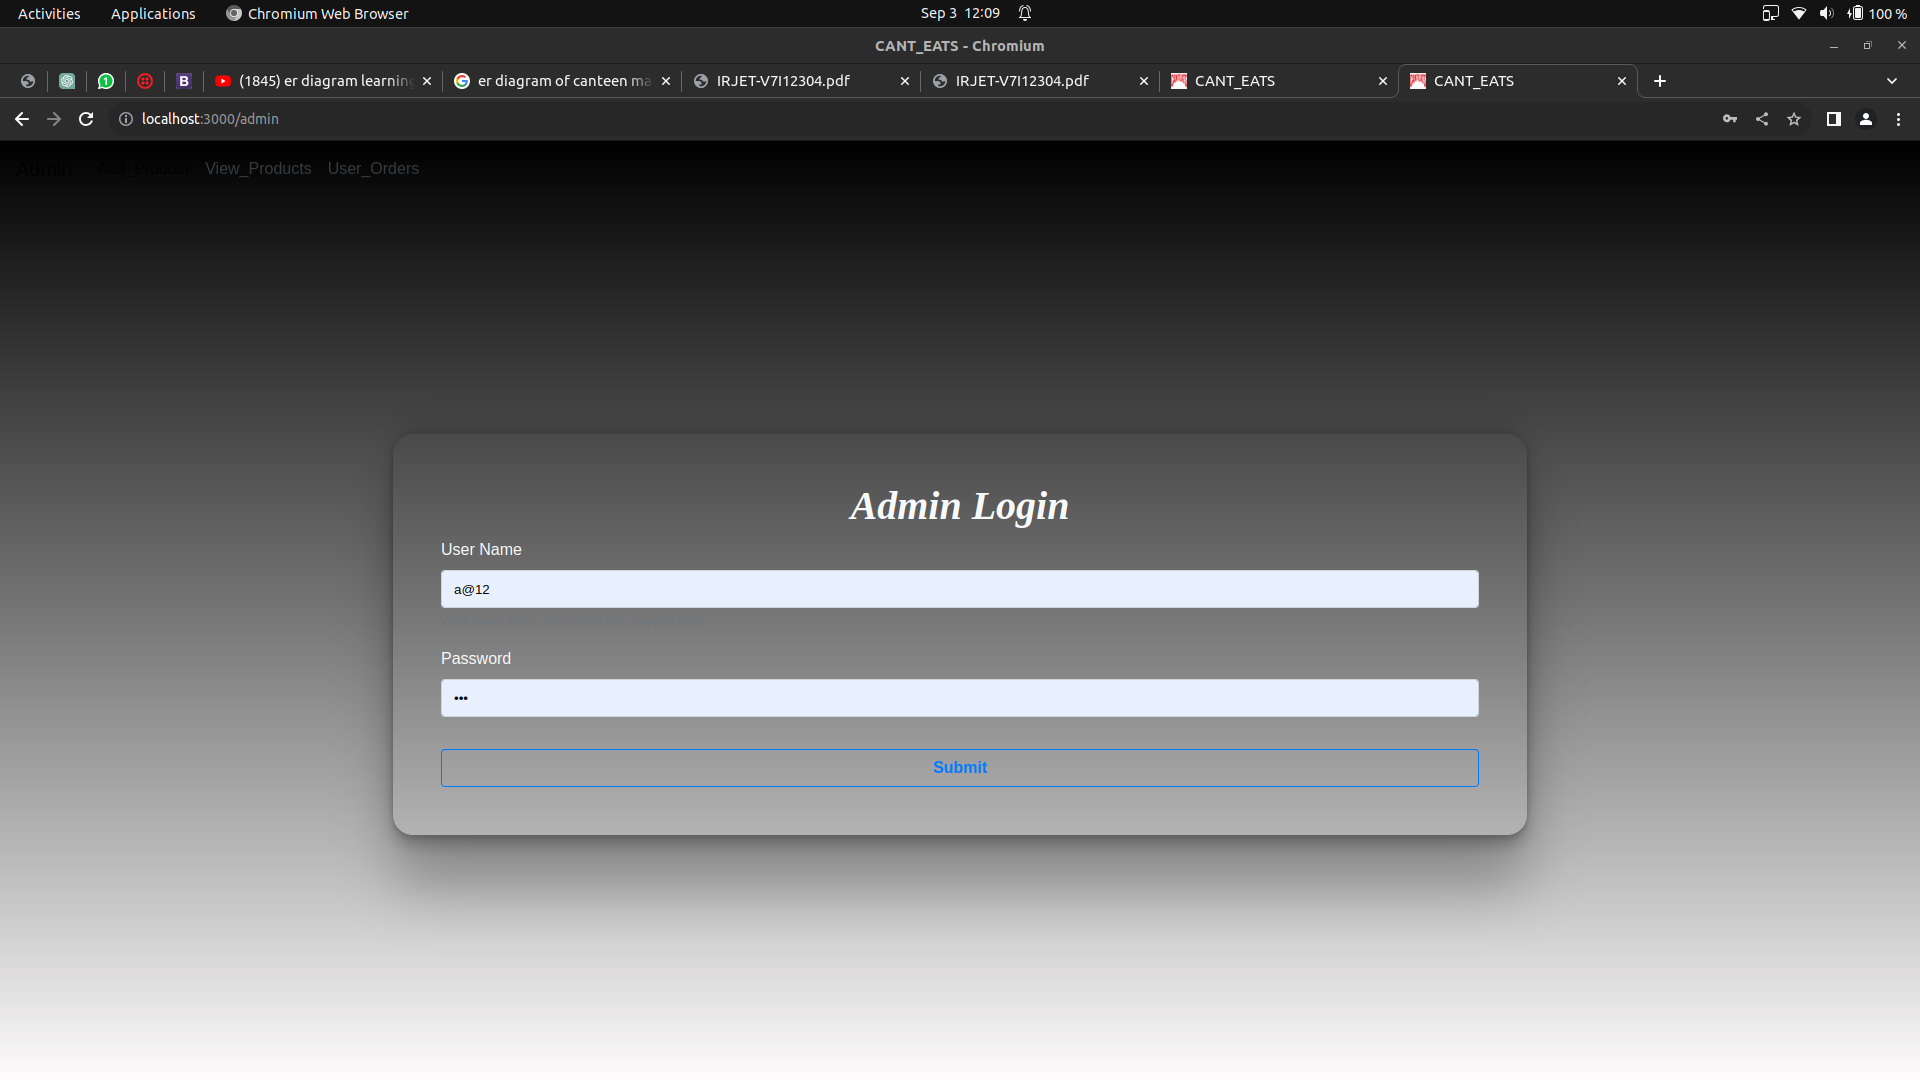 Activities Applications Chromium Web Browser Sep 3 12:09 100 %
CANT_EATS - Chromium
(1845) er diagram learning er diagram of canteen ma IRJET-V7I12304.pdf IRJET-V7I12304.pdf CANT_EATS CANT_EATS
localhost:3000/admin
Admin Add_Product View_Products User_Orders
Admin Login
User Name
a@12
Password
•••
Submit